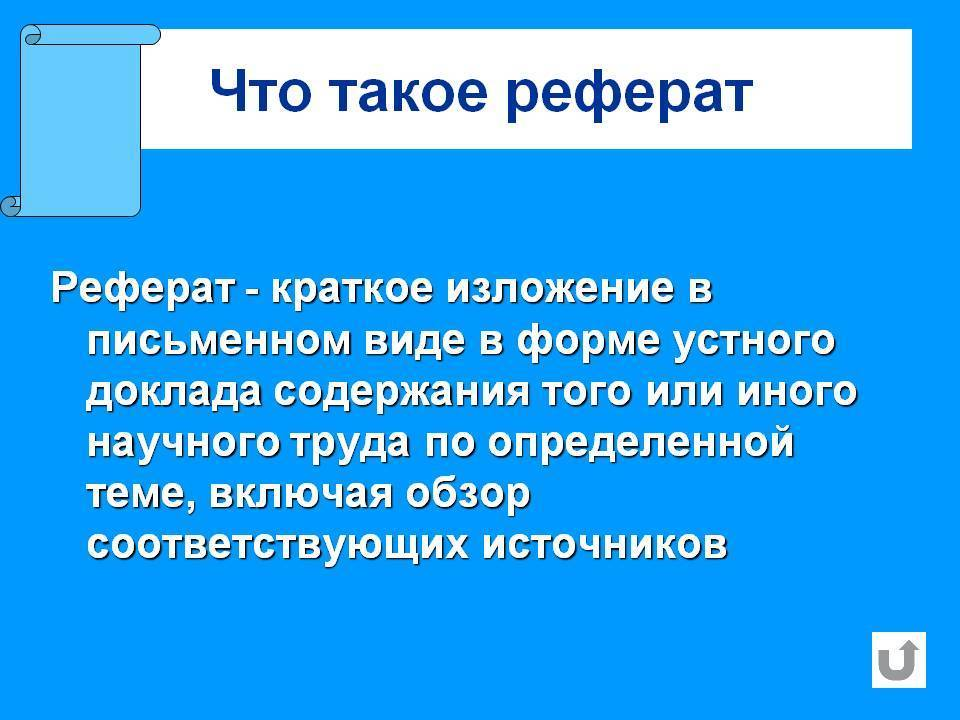 Что такое реферат
Реферат - краткое изложение в
письменном виде в форме устного
доклада содержания того или иного
научного труда по определенной
теме, включая обзор
соответствующих источников